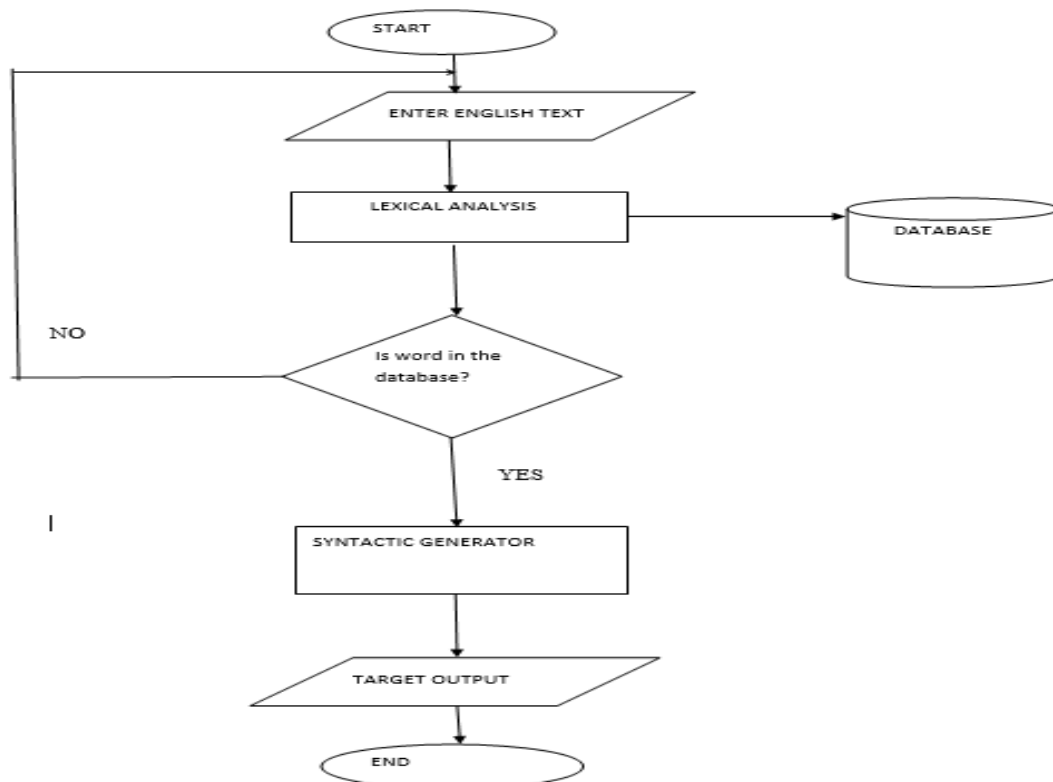 START
ENTER ENGLISH TEXT
LEXICAL ANALYSIS
DATABASE
NO
Is word in the
database?
YES
SYNTACTIC GENERATOR
TARGET OUTPUT
END